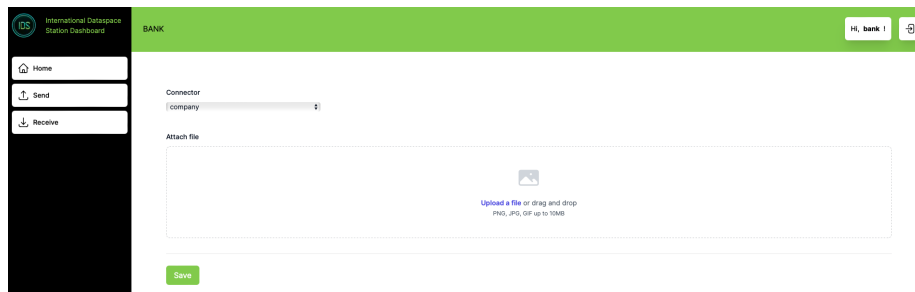 IDS
International Dataspace
Station Dashboard
BANK
Hi, bank !
Home
Send
Receive
Connector
company
Attach file
Upload a file or drag and drop
PNG, JPG, GIF up to 10MB
Save